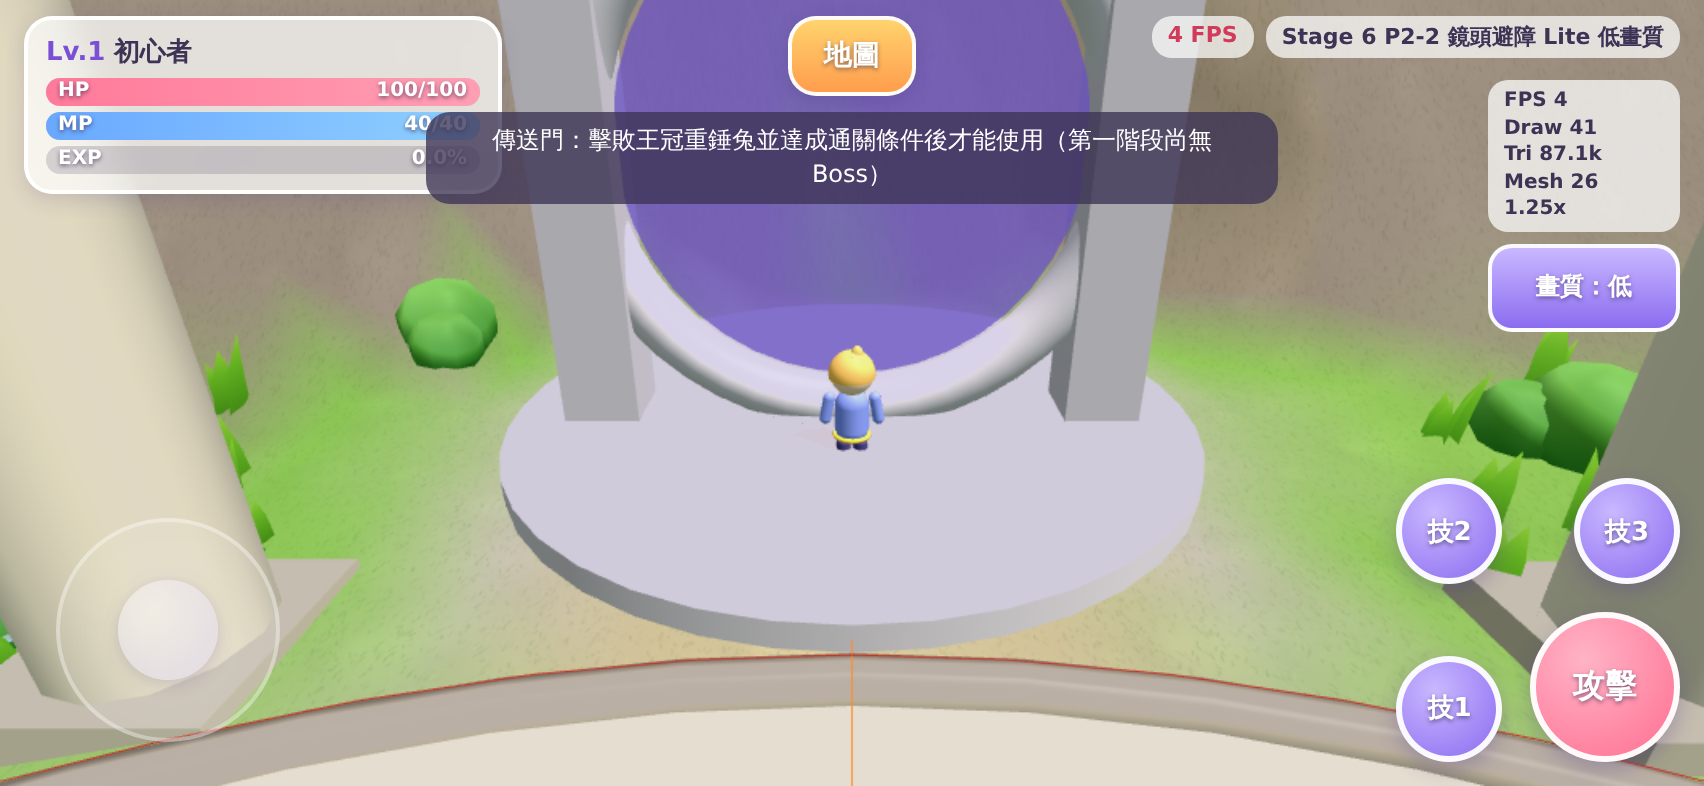 Lv.1 初心者
HP 100/100
MP 40/40
EXP 0.0%
地圖
4 FPS
Stage 6 P2-2 鏡頭避障 Lite 低畫質
傳送門：擊敗王冠重錘兔並達成通關條件後才能使用（第一階段尚無
Boss）
FPS 4
Draw 41
Tri 87.1k
Mesh 26
1.25x
畫質：低
技2
技3
技1
攻擊